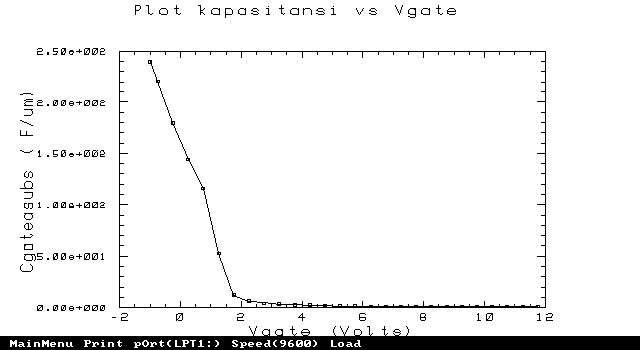 Plot kapasitansi vs Vgate
2.50e+002
2.00e+002
1.50e+002
1.00e+002
5.00e+001
0.00e+000
( F/um)
-2 0 2 4 6 8 10 12
Vgate (Volts)
MainMenu Print pOrt(LPT1:) Speed(9600) Load